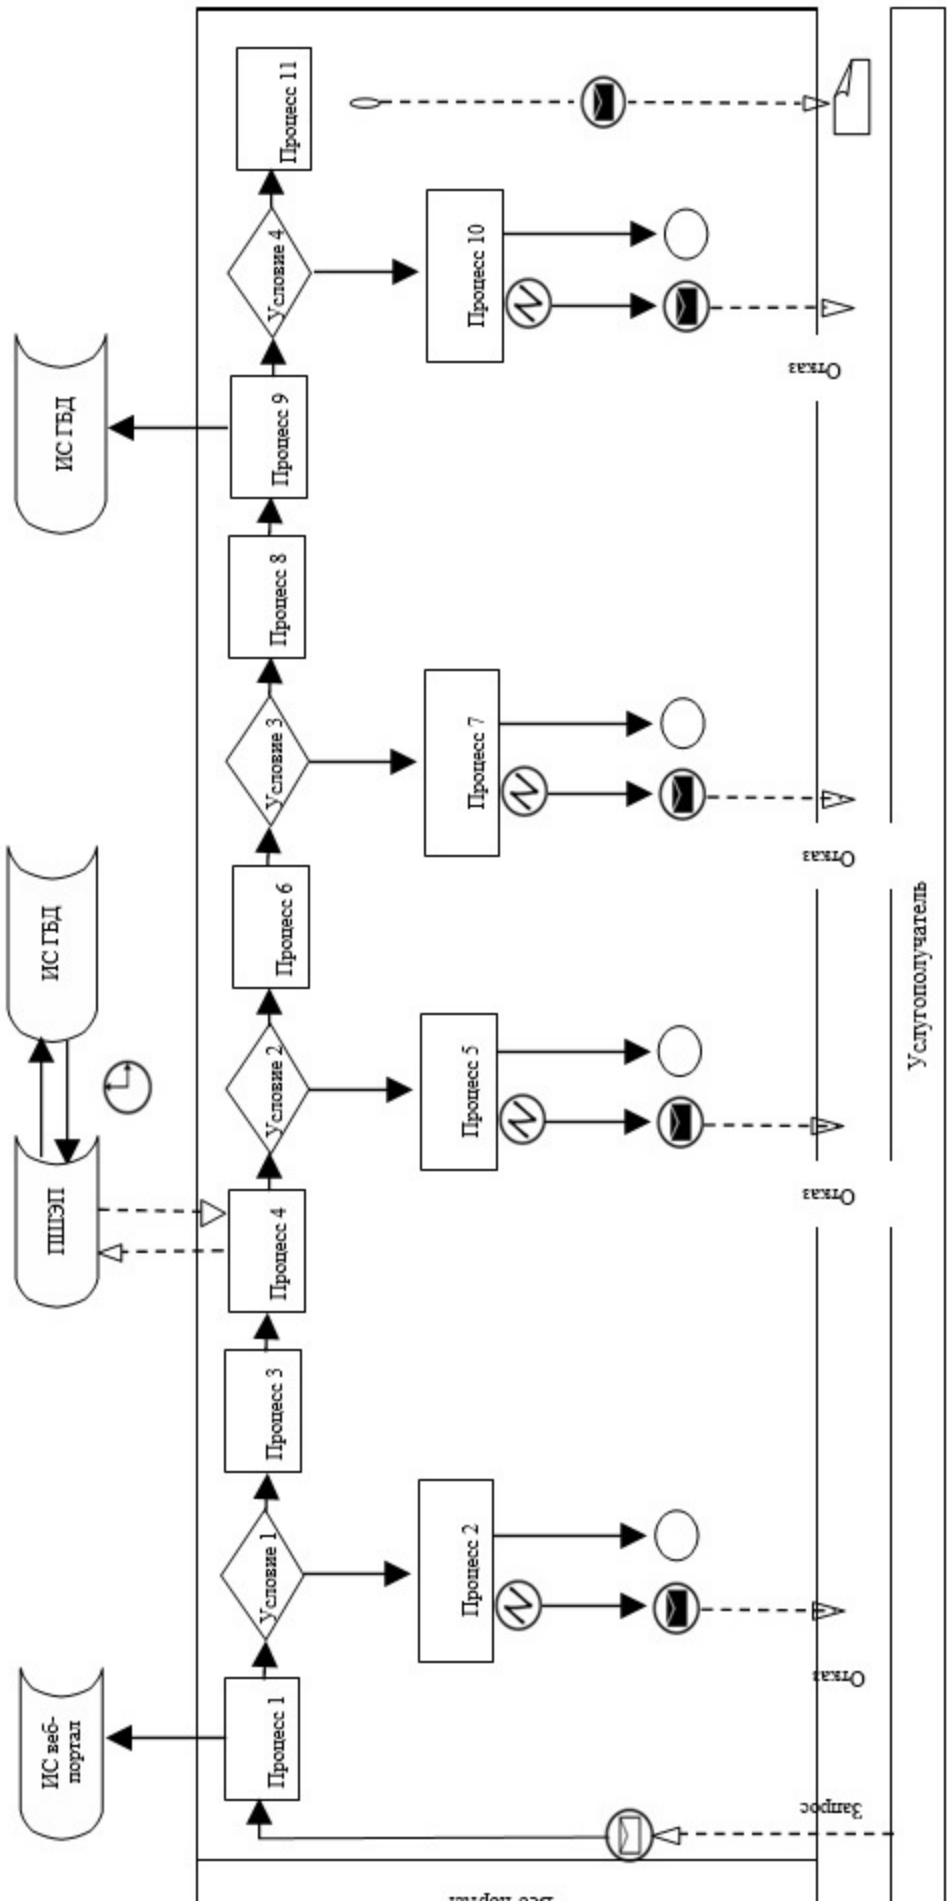 ИС веб-
портал
ППШЭП
ИС ГБД
ИС ГБД
Процесс 1
Условие 1
Процесс 3
Процесс 4
Условие 2
Процесс 6
Условие 3
Процесс 8
Процесс 9
Условие 4
Процесс 11
Процесс 2
Процесс 5
Процесс 7
Процесс 10
Запрос
Отказ
Отказ
Отказ
Отказ
Услугополучатель